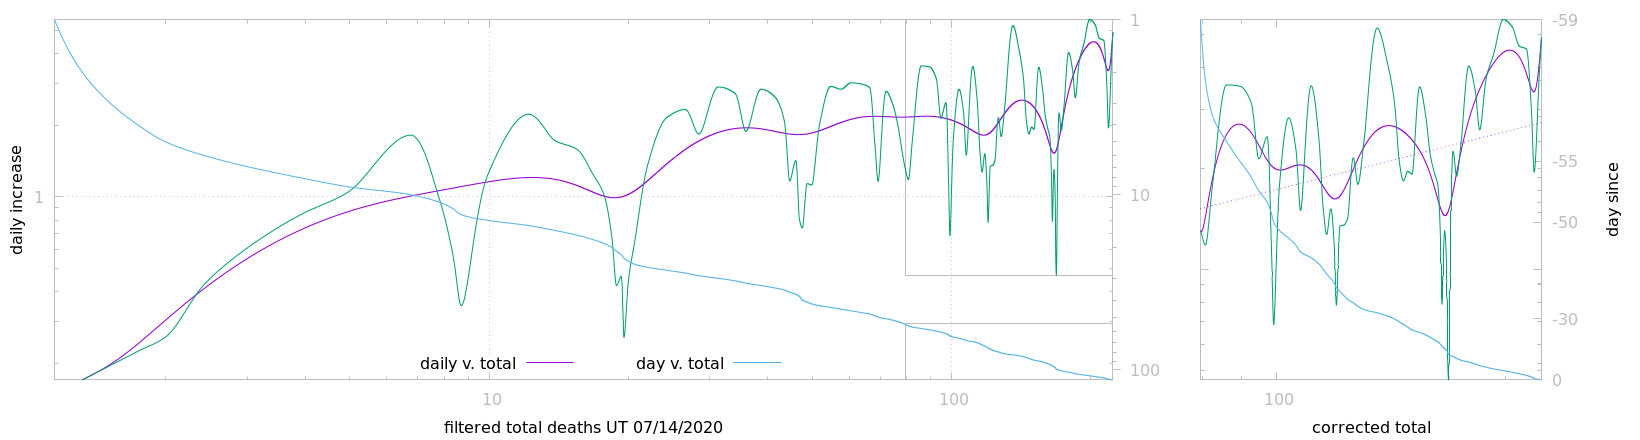 daily increase
1
10
100
daily v. total
day v. total
1
10
100
filtered total deaths UT 07/14/2020
-59
-55
-50
-30
0
day since
100
corrected total